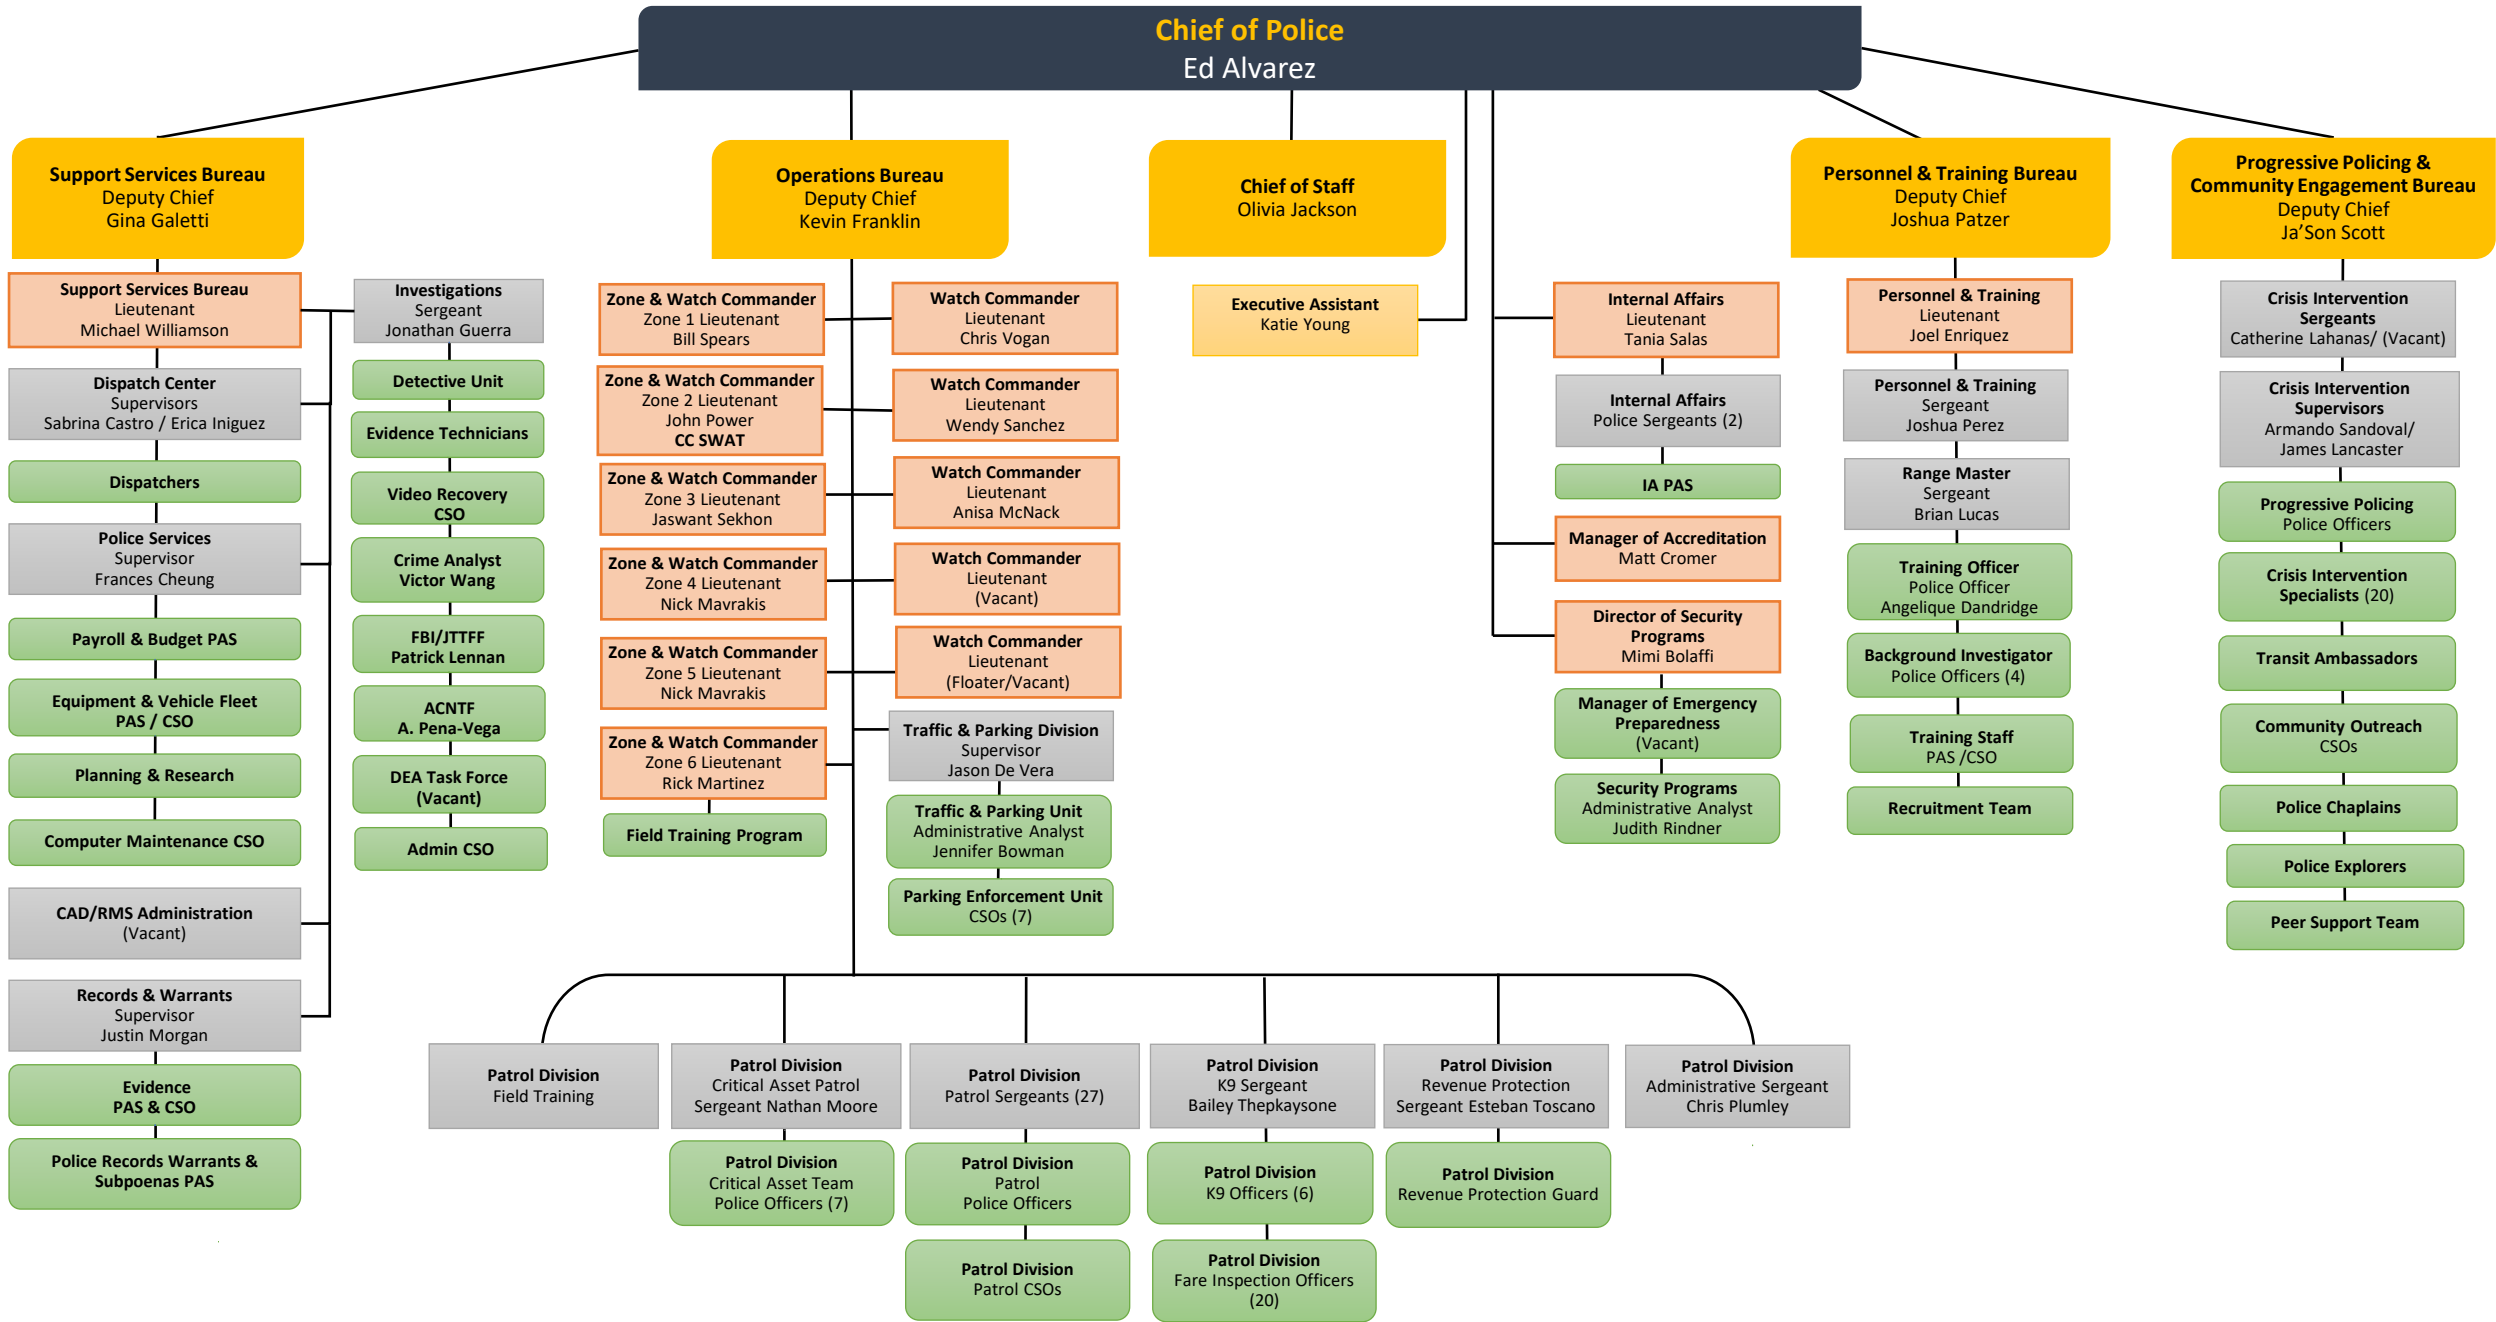 Chief of Police
Ed Alvarez
Support Services Bureau
Deputy Chief
Gina Galetti
Operations Bureau
Deputy Chief
Kevin Franklin
Chief of Staff
Olivia Jackson
Personnel & Training Bureau
Deputy Chief
Joshua Patzer
Progressive Policing &
Community Engagement Bureau
Deputy Chief
Ja’Son Scott
Support Services Bureau
Lieutenant
Michael Williamson
Dispatch Center
Supervisors
Sabrina Castro / Erica Iniguez
Dispatchers
Police Services
Supervisor
Frances Cheung
Payroll & Budget PAS
Equipment & Vehicle Fleet
PAS / CSO
Planning & Research
Computer Maintenance CSO
CAD/RMS Administration
(Vacant)
Records & Warrants
Supervisor
Justin Morgan
Evidence
PAS & CSO
Police Records Warrants &
Subpoenas PAS
Investigations
Sergeant
Jonathan Guerra
Detective Unit
Evidence Technicians
Video Recovery
CSO
Crime Analyst
Victor Wang
FBI/JTTFF
Patrick Lennan
ACNTF
A. Pena-Vega
DEA Task Force
(Vacant)
Admin CSO
Zone & Watch Commander
Zone 1 Lieutenant
Bill Spears
Zone & Watch Commander
Zone 2 Lieutenant
John Power
CC SWAT
Zone & Watch Commander
Zone 3 Lieutenant
Jaswant Sekhon
Zone & Watch Commander
Zone 4 Lieutenant
Nick Mavrakis
Zone & Watch Commander
Zone 5 Lieutenant
Nick Mavrakis
Zone & Watch Commander
Zone 6 Lieutenant
Rick Martinez
Field Training Program
Watch Commander
Lieutenant
Chris Vogan
Watch Commander
Lieutenant
Wendy Sanchez
Watch Commander
Lieutenant
Anisa McNack
Watch Commander
Lieutenant
(Vacant)
Watch Commander
Lieutenant
(Floater/Vacant)
Traffic & Parking Division
Supervisor
Jason De Vera
Traffic & Parking Unit
Administrative Analyst
Jennifer Bowman
Parking Enforcement Unit
CSOs (7)
Executive Assistant
Katie Young
Internal Affairs
Lieutenant
Tania Salas
Internal Affairs
Police Sergeants (2)
IA PAS
Manager of Accreditation
Matt Cromer
Director of Security
Programs
Mimi Bolaffi
Manager of Emergency
Preparedness
(Vacant)
Security Programs
Administrative Analyst
Judith Rindner
Personnel & Training
Lieutenant
Joel Enriquez
Personnel & Training
Sergeant
Joshua Perez
Range Master
Sergeant
Brian Lucas
Training Officer
Police Officer
Angelique Dandridge
Background Investigator
Police Officers (4)
Training Staff
PAS /CSO
Recruitment Team
Crisis Intervention
Sergeants
Catherine Lahanas/ (Vacant)
Crisis Intervention
Supervisors
Armando Sandoval/
James Lancaster
Progressive Policing
Police Officers
Crisis Intervention
Specialists (20)
Transit Ambassadors
Community Outreach
CSOs
Police Chaplains
Police Explorers
Peer Support Team
Patrol Division
Field Training
Patrol Division
Critical Asset Patrol
Sergeant Nathan Moore
Patrol Division
Critical Asset Team
Police Officers (7)
Patrol Division
Patrol Sergeants (27)
Patrol Division
Patrol
Police Officers
Patrol Division
Patrol CSOs
Patrol Division
K9 Sergeant
Bailey Thepkaysone
Patrol Division
K9 Officers (6)
Patrol Division
Fare Inspection Officers
(20)
Patrol Division
Revenue Protection
Sergeant Esteban Toscano
Patrol Division
Revenue Protection Guard
Patrol Division
Administrative Sergeant
Chris Plumley